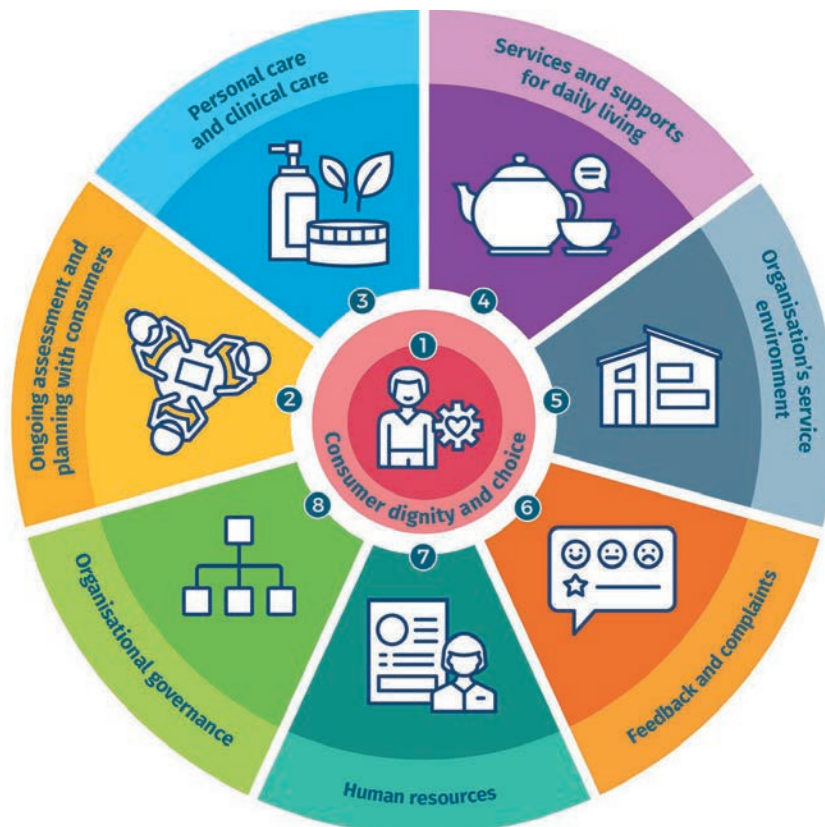 1
Consumer dignity and choice
2
Ongoing assessment and
planning with consumers
3
Personal care
and clinical care
4
Services and supports
for daily living
5
Organisation's service
environment
6
Feedback and complaints
7
Human resources
8
Organisational governance